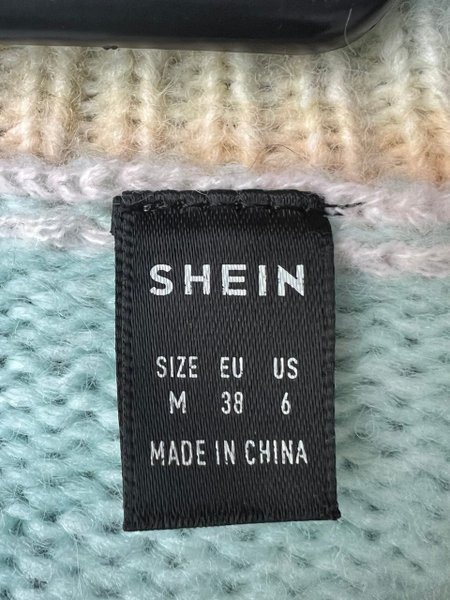 SHEIN
SIZE EU US
M 38 6
MADE IN CHINA